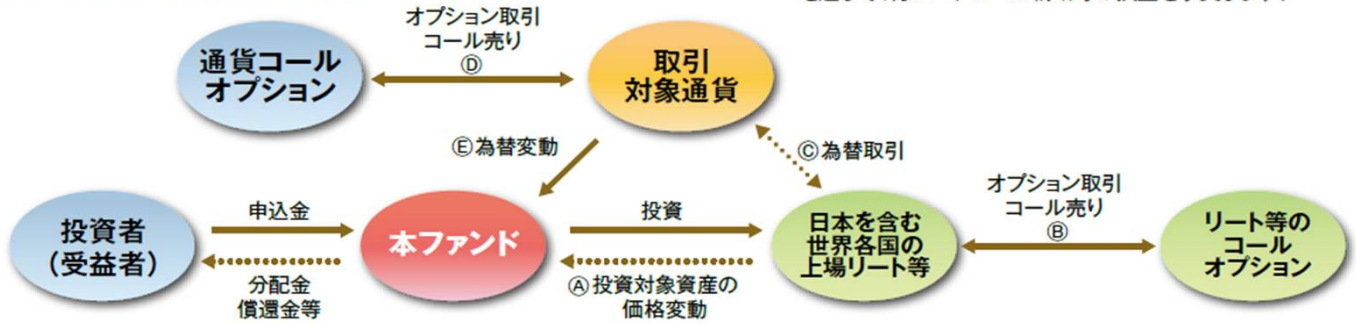 オプション取引
コール売り
Ⓓ
通貨コール
オプション
取引
対象通貨
Ⓔ為替変動
Ⓒ為替取引
オプション取引
コール売り
Ⓑ
投資者
（受益者）
申込金
分配金
償還金等
本ファンド
投資
Ⓐ投資対象資産の
価格変動
日本を含む
世界各国の
上場リート等
リート等の
コール
オプション